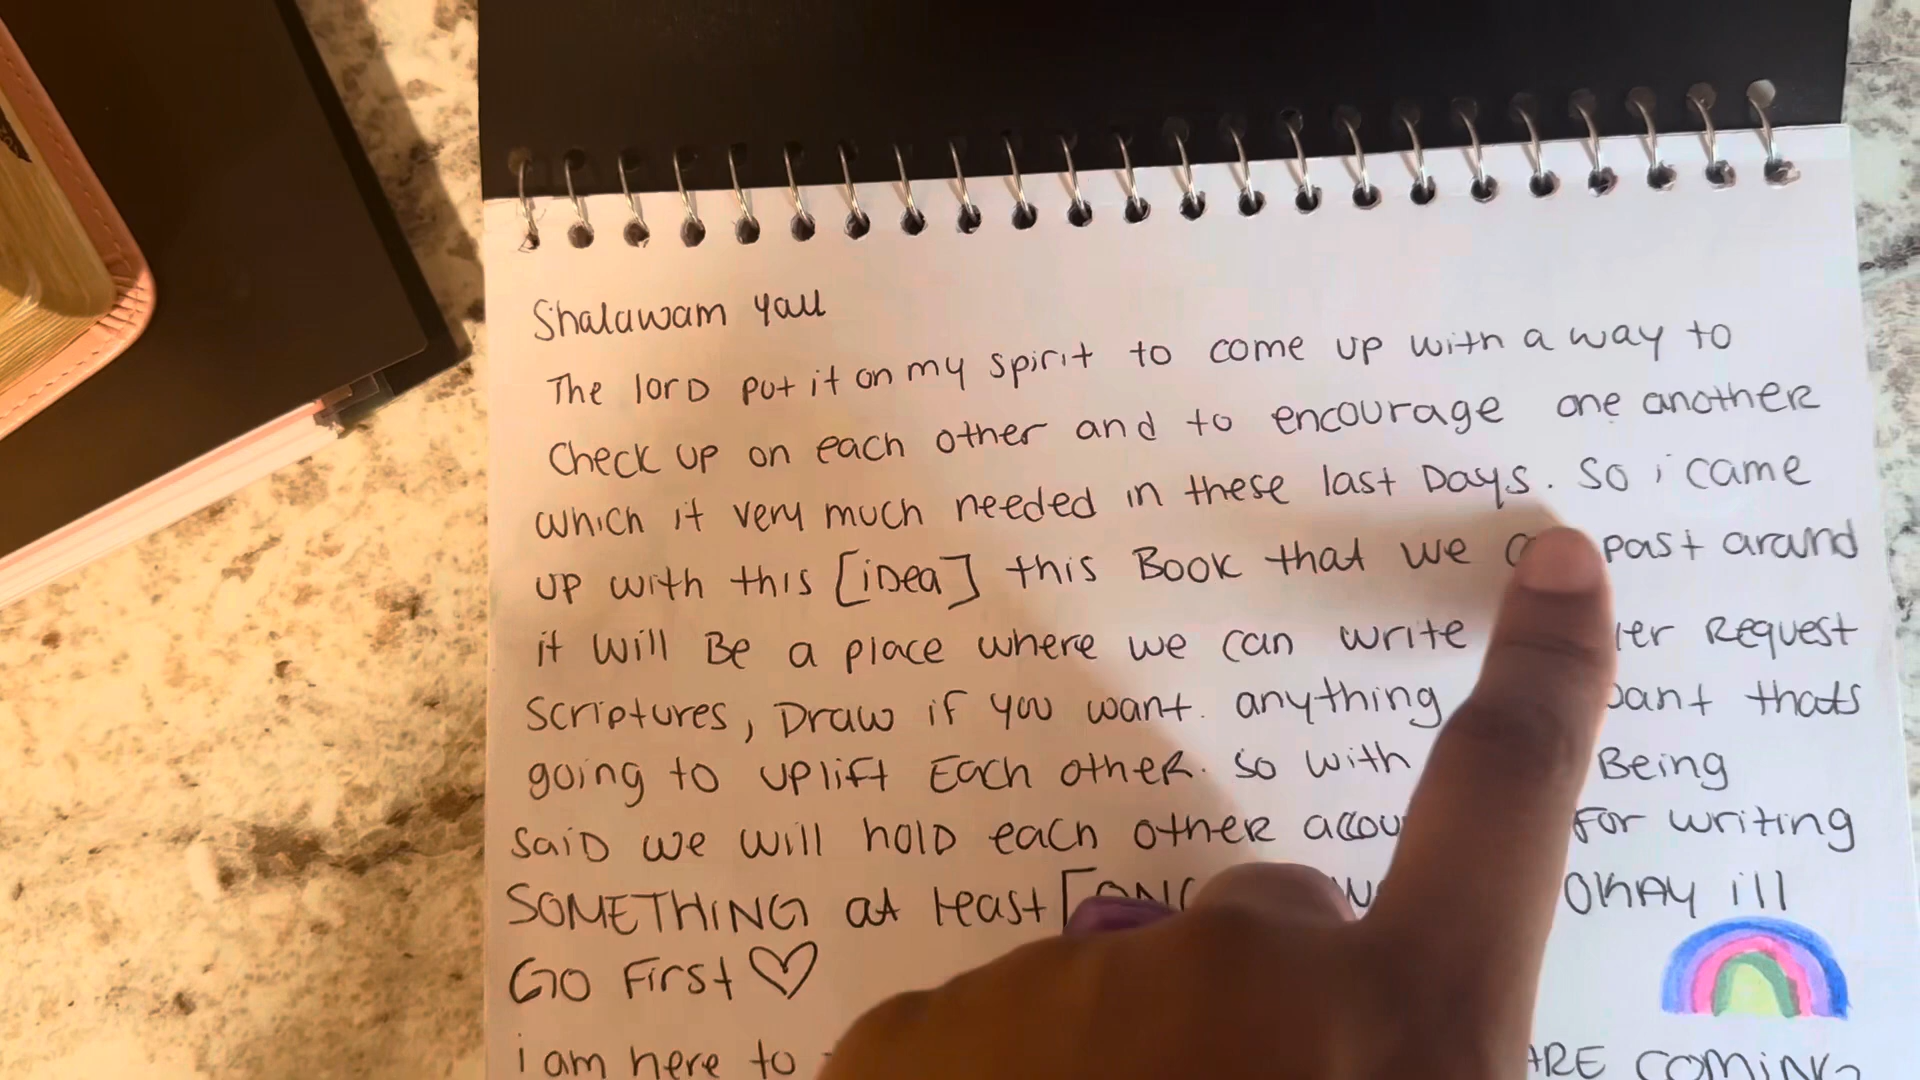 Shalawam yall
The lorD put it on my spirit to come up with a way to
Check up on each other and to encourage one anotheR
which it very much needed in these last Days. So i came
up with this [iDea] this Book that we past ararnd
it will Be a place where we can write Request
Scriptures, Draw if you want. anything thats
going to uplift Each otheR. so with Being
SaiD we will holD each otheR For writing
SOMETHING at least OKAY ill
GO First ♡
i am here to COMING